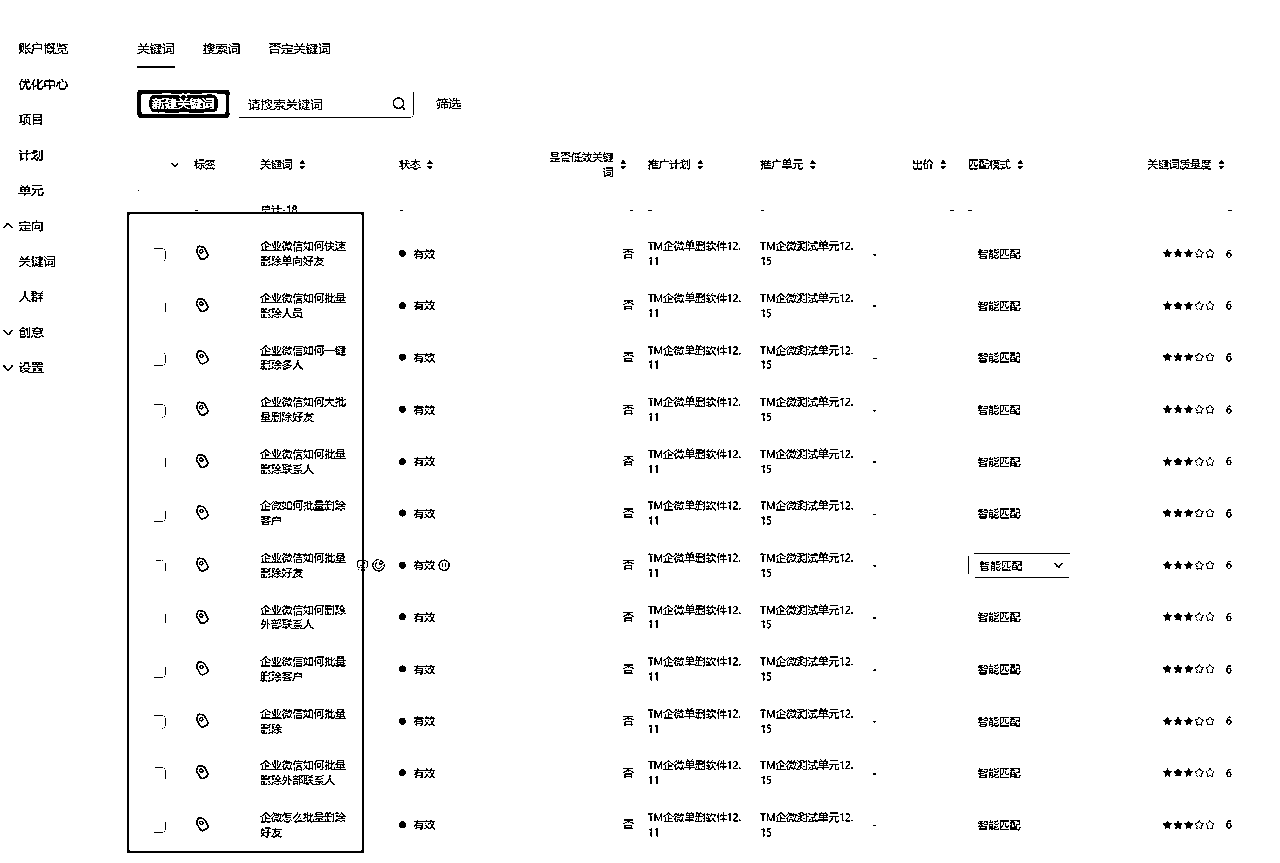 账户概览
优化中心
项目
计划
单元
定向
关键词
人群
创意
设置
关键词 搜索词 否定关键词
新建关键词 请搜索关键词 筛选
标签 关键词 状态 是否低效关键词 推广计划 推广单元 出价 匹配模式 关键词质量度
- 总计-18 - - - - - - -
企业微信如何快速
删除单向好友
有效 否 TM企微单删软件12.
11
TM企微测试单元12.
15
- 智能匹配 ★★★☆☆ 6
企业微信如何批量
删除人员
有效 否 TM企微单删软件12.
11
TM企微测试单元12.
15
- 智能匹配 ★★★☆☆ 6
企业微信如何一键
删除多人
有效 否 TM企微单删软件12.
11
TM企微测试单元12.
15
- 智能匹配 ★★★☆☆ 6
企业微信如何大批
量删除好友
有效 否 TM企微单删软件12.
11
TM企微测试单元12.
15
- 智能匹配 ★★★☆☆ 6
企业微信如何批量
删除联系人
有效 否 TM企微单删软件12.
11
TM企微测试单元12.
15
- 智能匹配 ★★★☆☆ 6
企微如何批量删除
客户
有效 否 TM企微单删软件12.
11
TM企微测试单元12.
15
- 智能匹配 ★★★☆☆ 6
企业微信如何批量
删除好友
有效 否 TM企微单删软件12.
11
TM企微测试单元12.
15
- 智能匹配 ★★★☆☆ 6
企业微信如何删除
外部联系人
有效 否 TM企微单删软件12.
11
TM企微测试单元12.
15
- 智能匹配 ★★★☆☆ 6
企业微信如何批量
删除客户
有效 否 TM企微单删软件12.
11
TM企微测试单元12.
15
- 智能匹配 ★★★☆☆ 6
企业微信如何批量
删除
有效 否 TM企微单删软件12.
11
TM企微测试单元12.
15
- 智能匹配 ★★★☆☆ 6
企业微信如何批量
删除外部联系人
有效 否 TM企微单删软件12.
11
TM企微测试单元12.
15
- 智能匹配 ★★★☆☆ 6
企微怎么批量删除
好友
有效 否 TM企微单删软件12.
11
TM企微测试单元12.
15
- 智能匹配 ★★★☆☆ 6